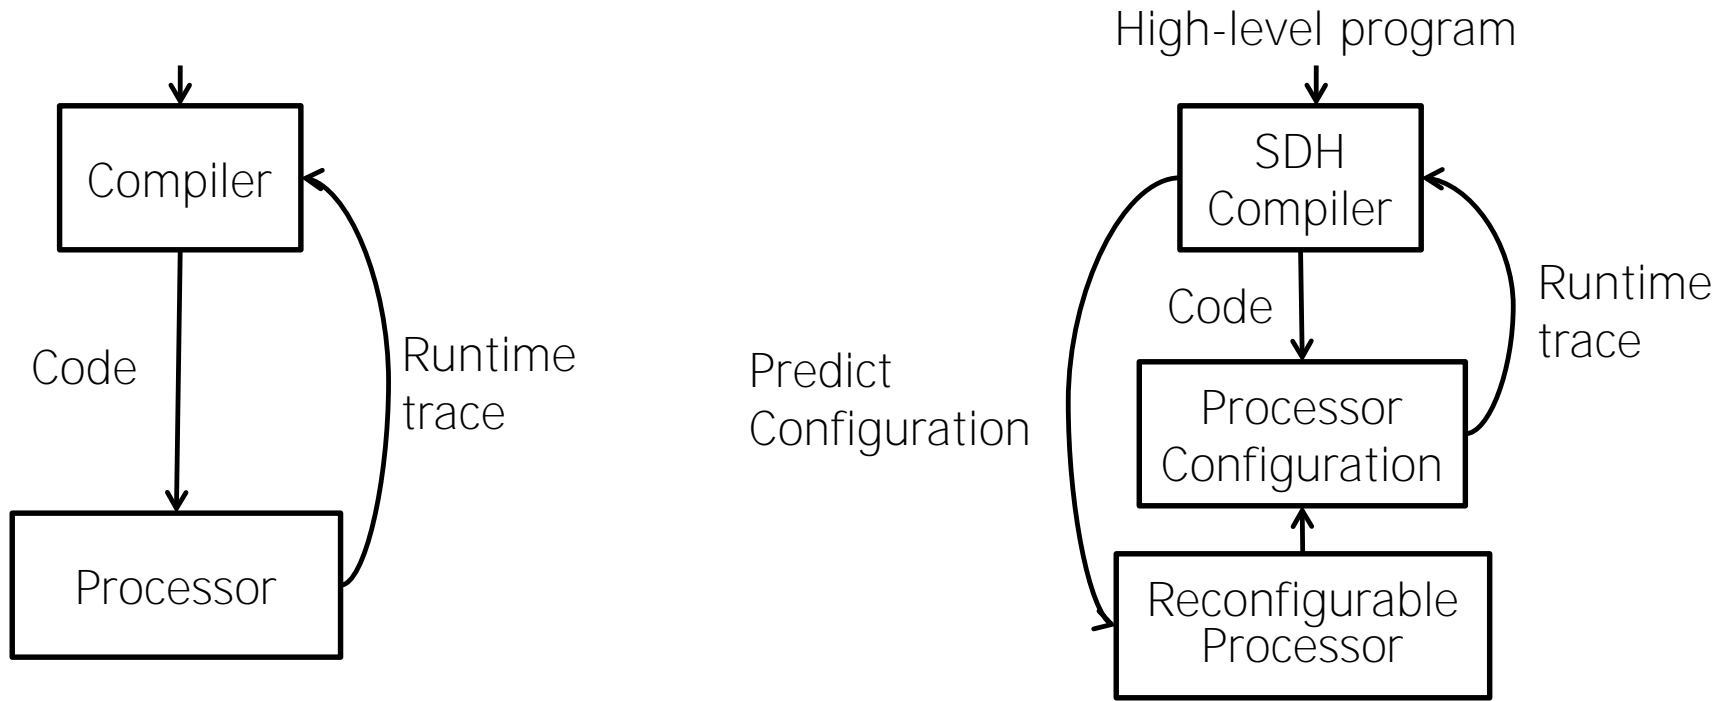 Compiler
Code
Runtime
trace
Processor
High-level program
SDH
Compiler
Code
Runtime
trace
Predict
Configuration
Processor
Configuration
Reconfigurable
Processor